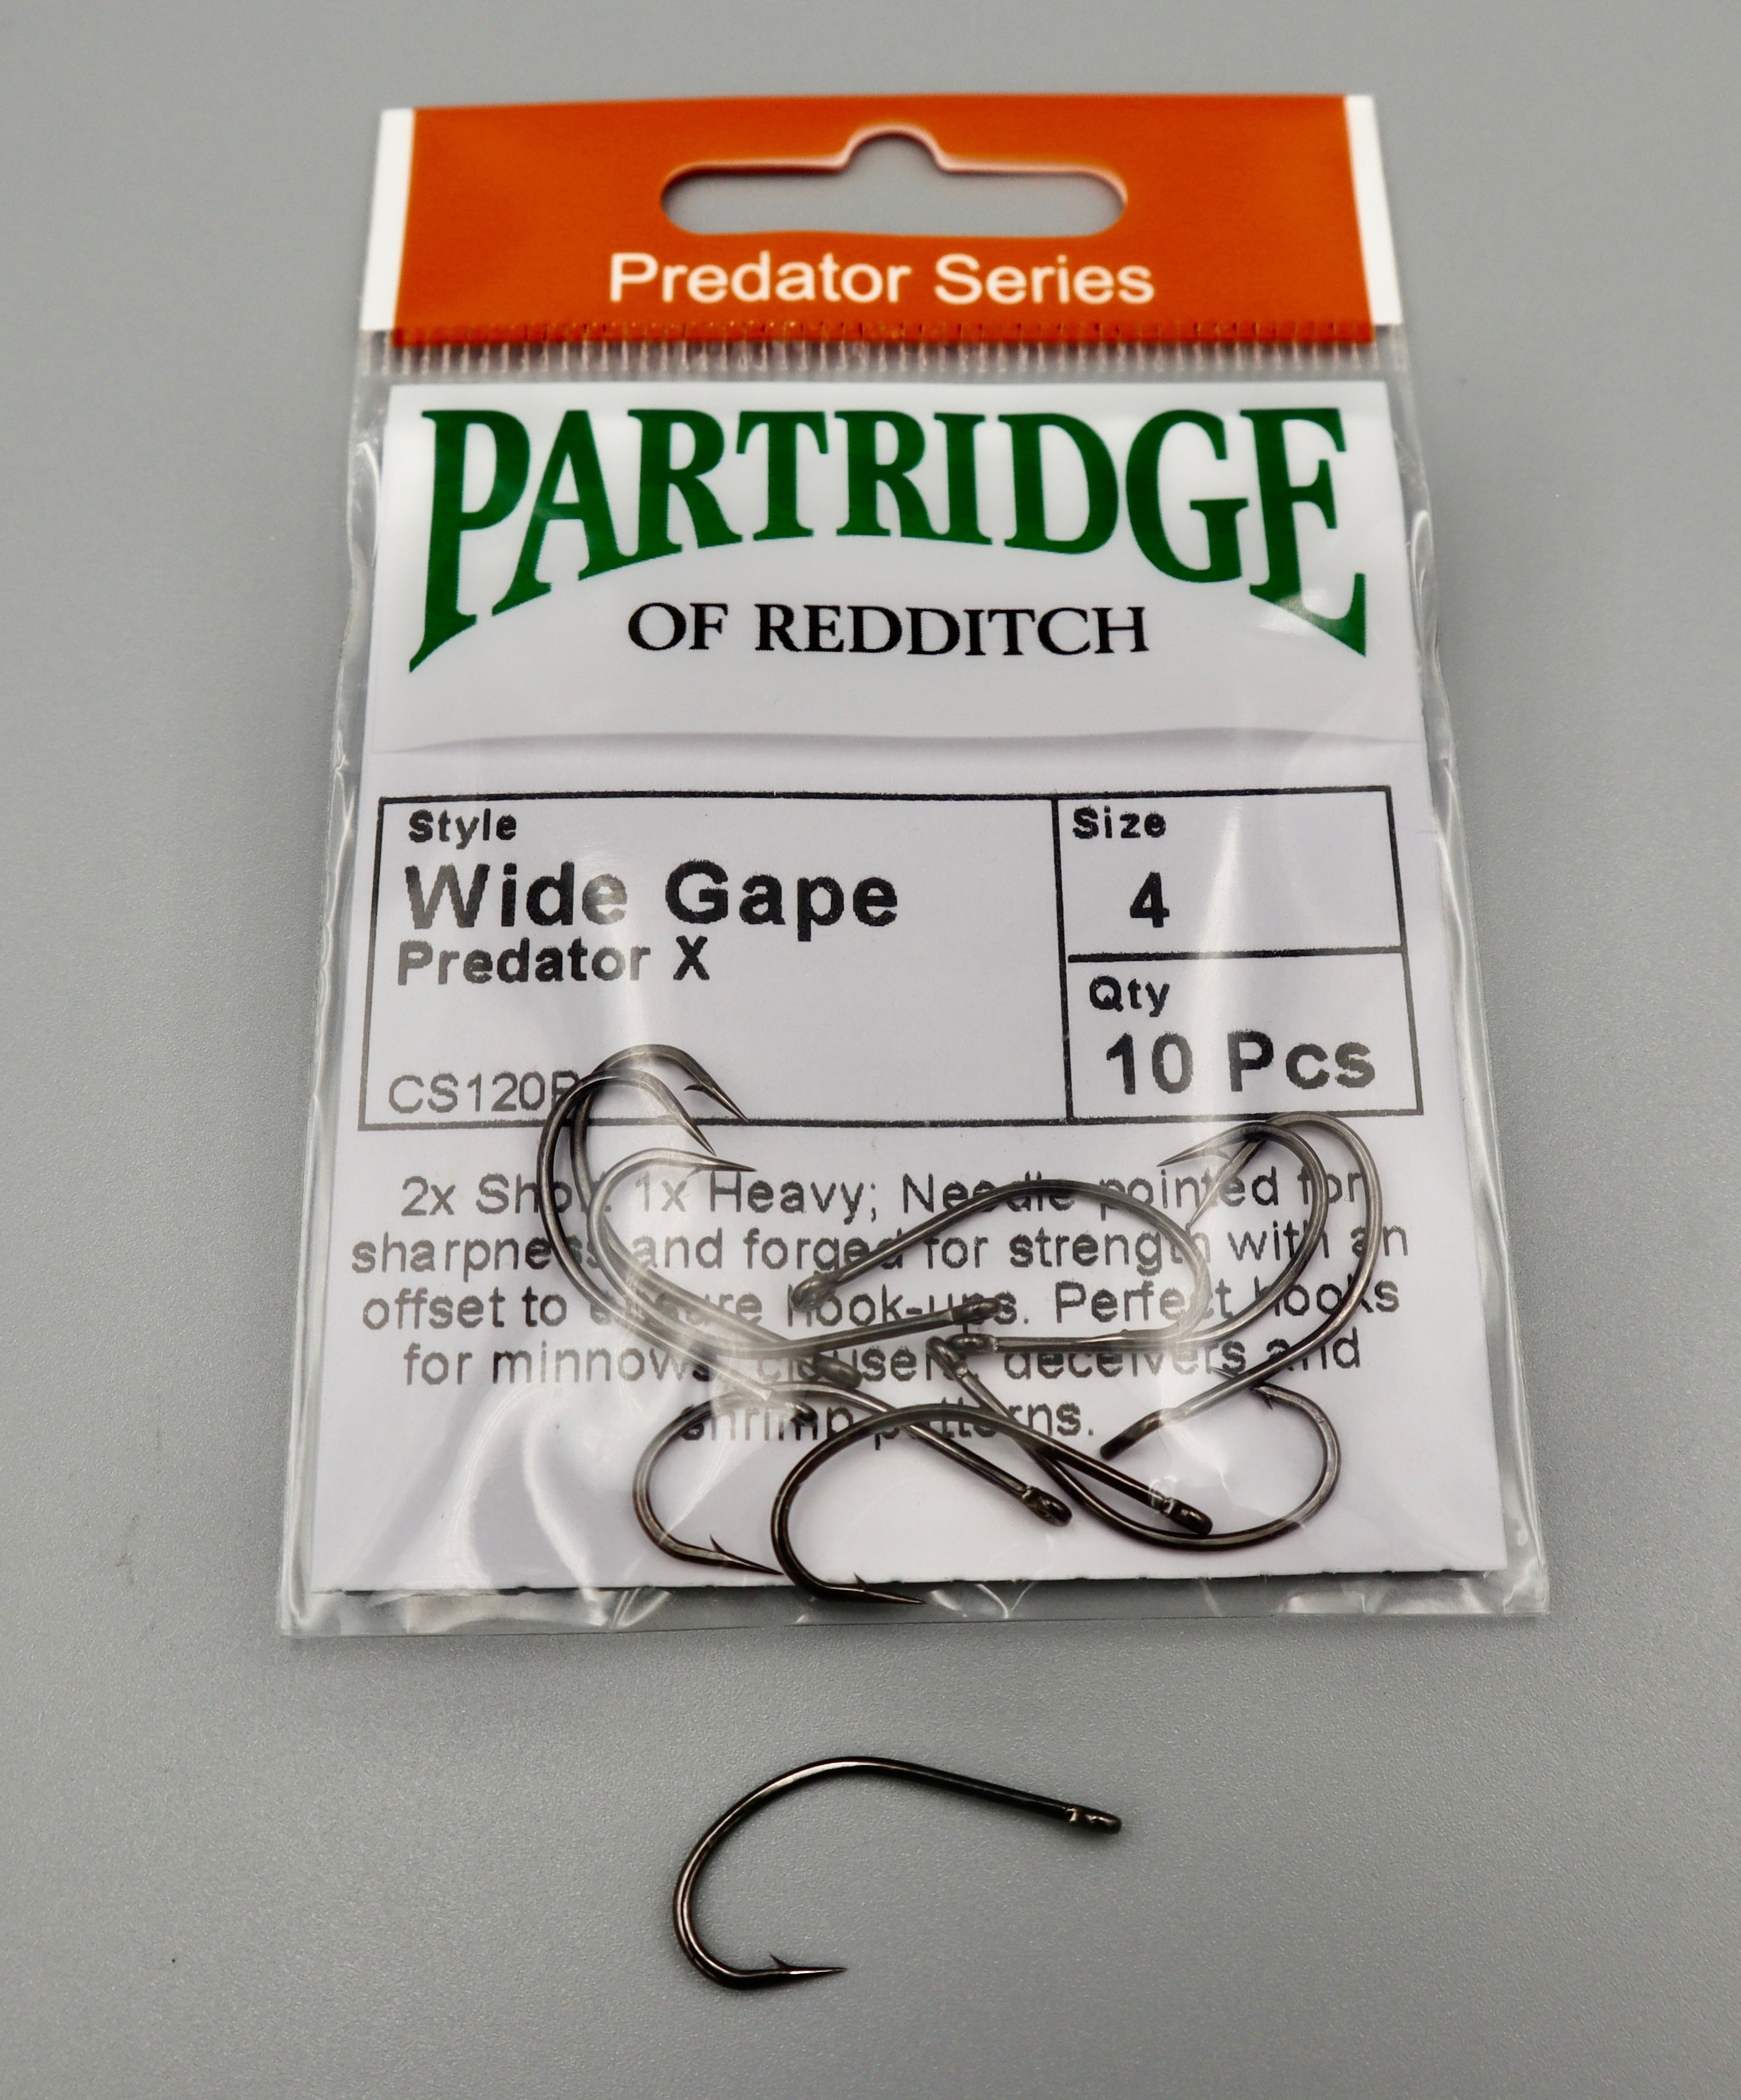 Predator Series
PARTRIDGE
OF REDDITCH
Style
Wide Gape
Predator X
CS120R
Size
4
Qty
10 Pcs
2x Short 1x Heavy; Needle pointed for
sharpness and forged for strength with an
offset to ensure hook-ups. Perfect hooks
for minnows, clousers, deceivers and
shrimp patterns.